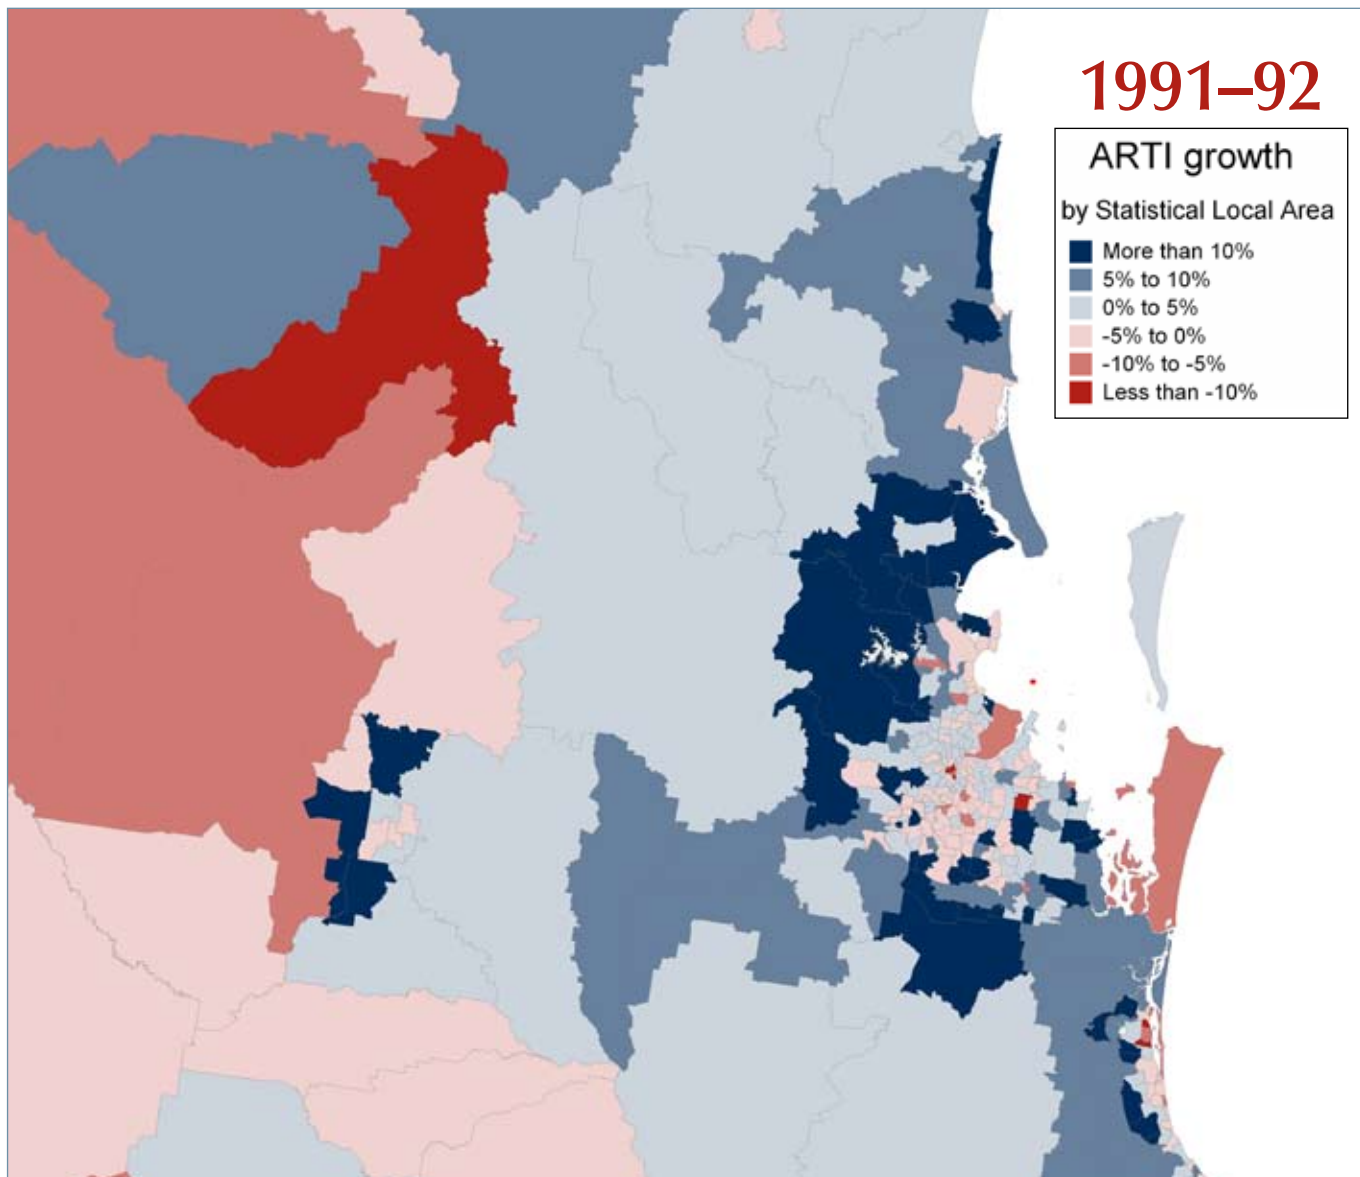 1991–92
ARTI growth
by Statistical Local Area
More than 10%
5% to 10%
0% to 5%
-5% to 0%
-10% to -5%
Less than -10%